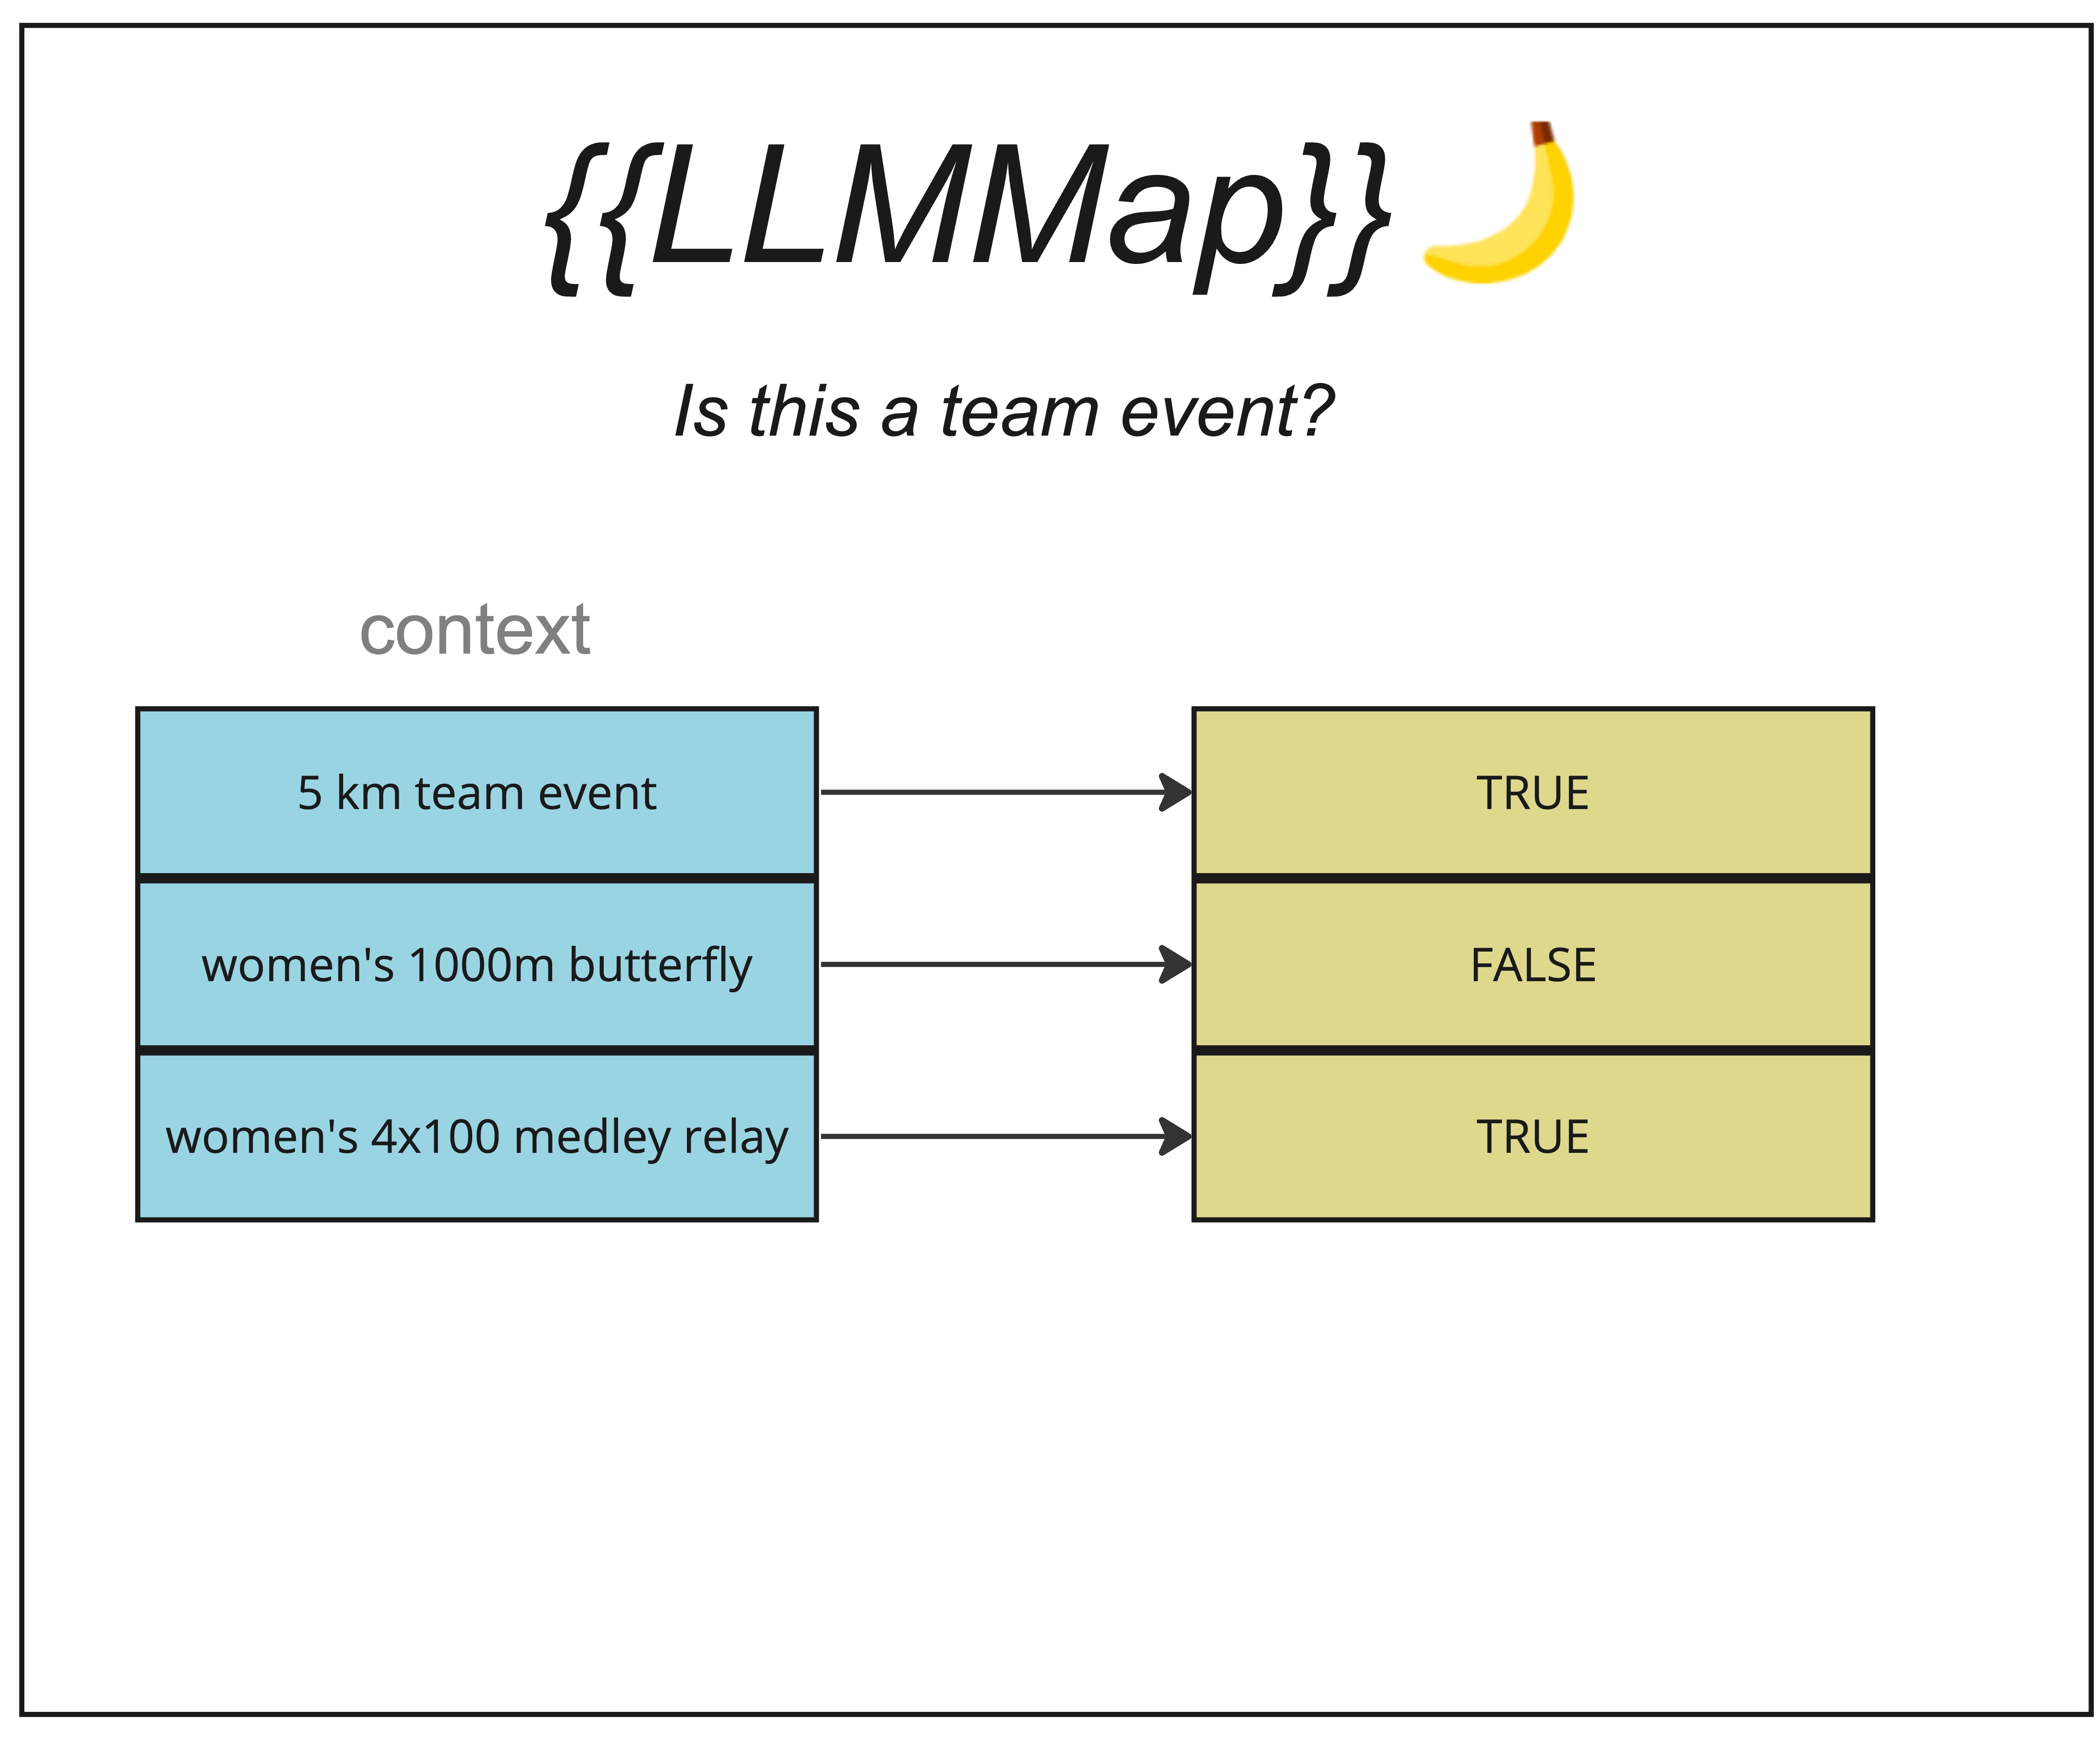 {{LLMMap}}
Is this a team event?
context
5 km team event
TRUE
women's 1000m butterfly
FALSE
women's 4x100 medley relay
TRUE